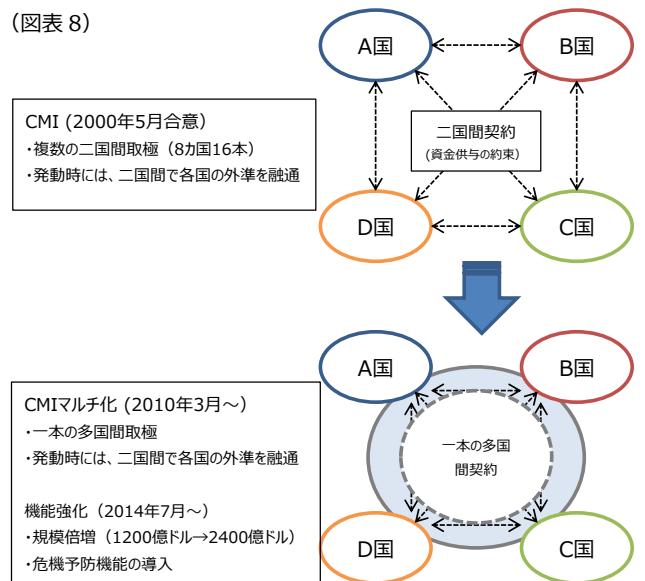 （図表 8）
A国
B国
CMI (2000年5月合意）
・複数の二国間取極（8カ国16本）
・発動時には、二国間で各国の外準を融通
二国間契約
(資金供与の約束）
D国
C国
A国
B国
CMIマルチ化 (2010年3月～）
・一本の多国間取極
・発動時には、二国間で各国の外準を融通
機能強化（2014年7月～）
・規模倍増（1200億ドル→2400億ドル）
・危機予防機能の導入
一本の多国
間契約
D国
C国